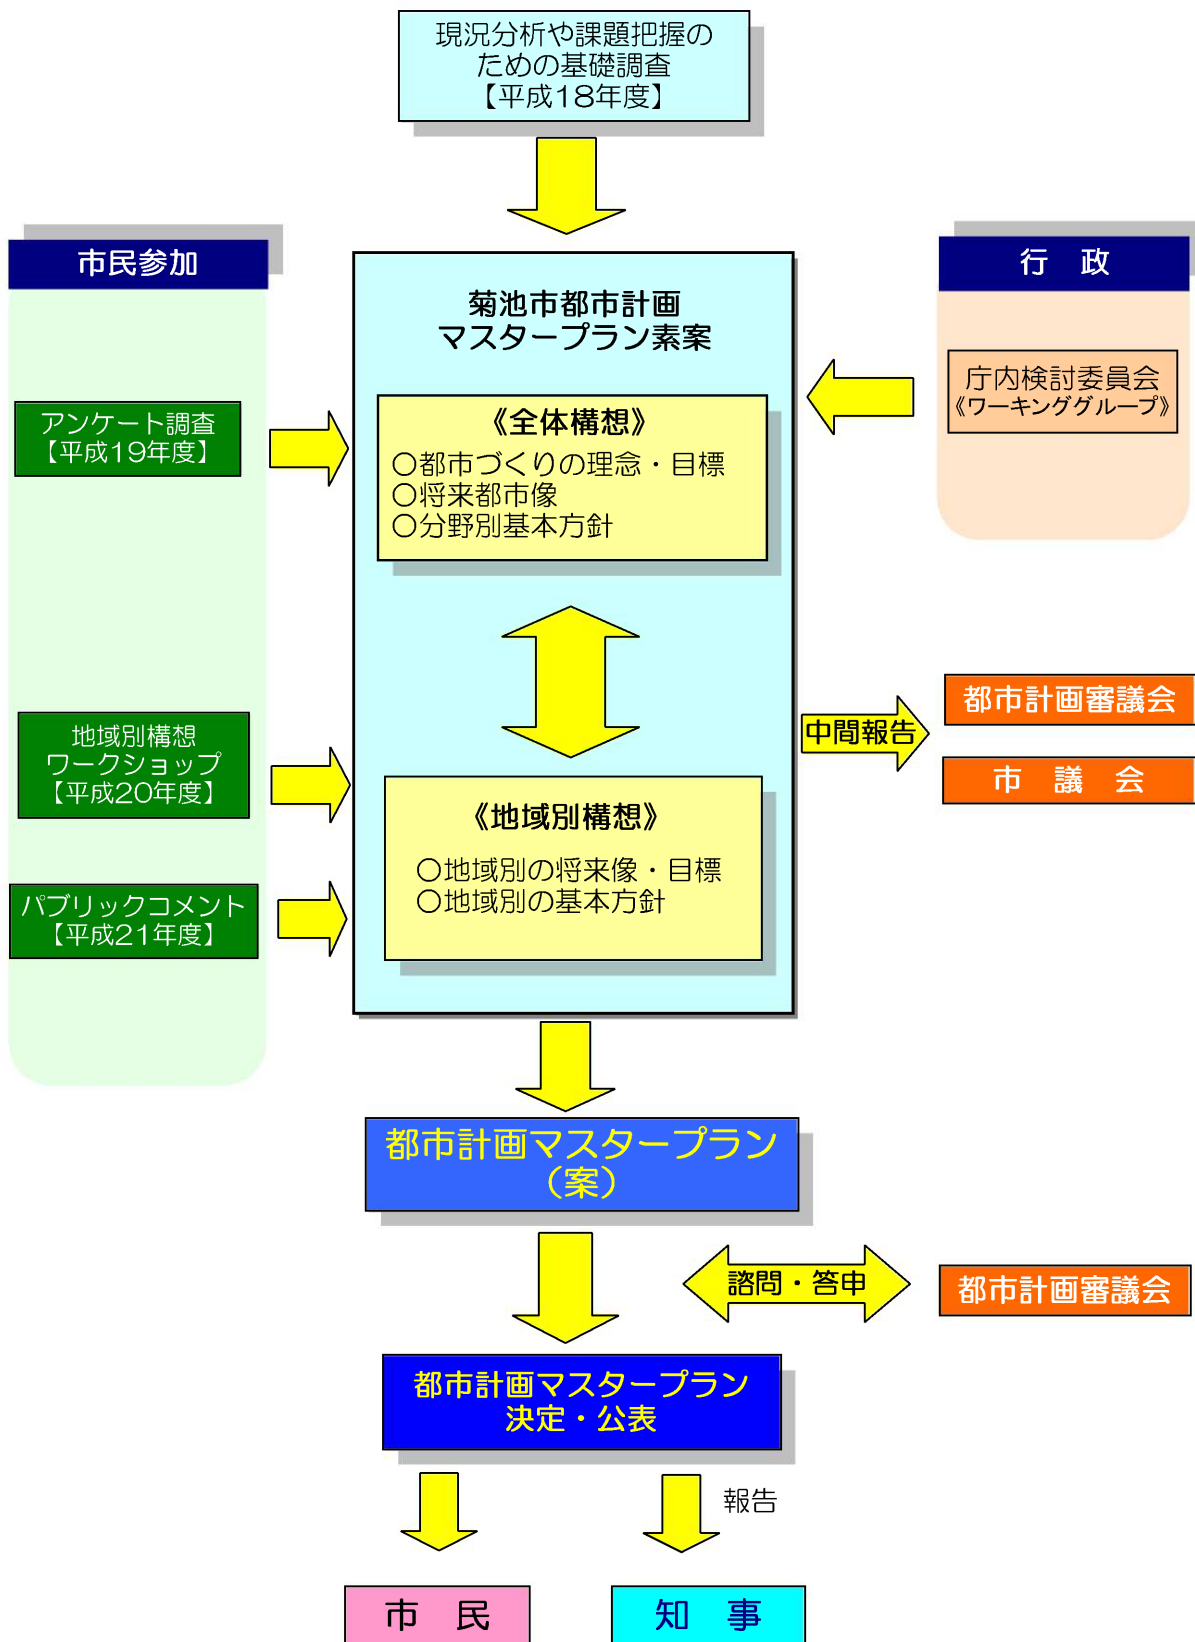 現況分析や課題把握の
ための基礎調査
【平成18年度】
市民参加
アンケート調査
【平成19年度】
地域別構想
ワークショップ
【平成20年度】
パブリックコメント
【平成21年度】
菊池市都市計画
マスタープラン素案
《全体構想》
○都市づくりの理念・目標
○将来都市像
○分野別基本方針
《地域別構想》
○地域別の将来像・目標
○地域別の基本方針
行　政
庁内検討委員会
《ワーキンググループ》
中間報告
都市計画審議会
市　議　会
都市計画マスタープラン
（案）
諮問・答申
都市計画審議会
都市計画マスタープラン
決定・公表
報告
市　民
知　事